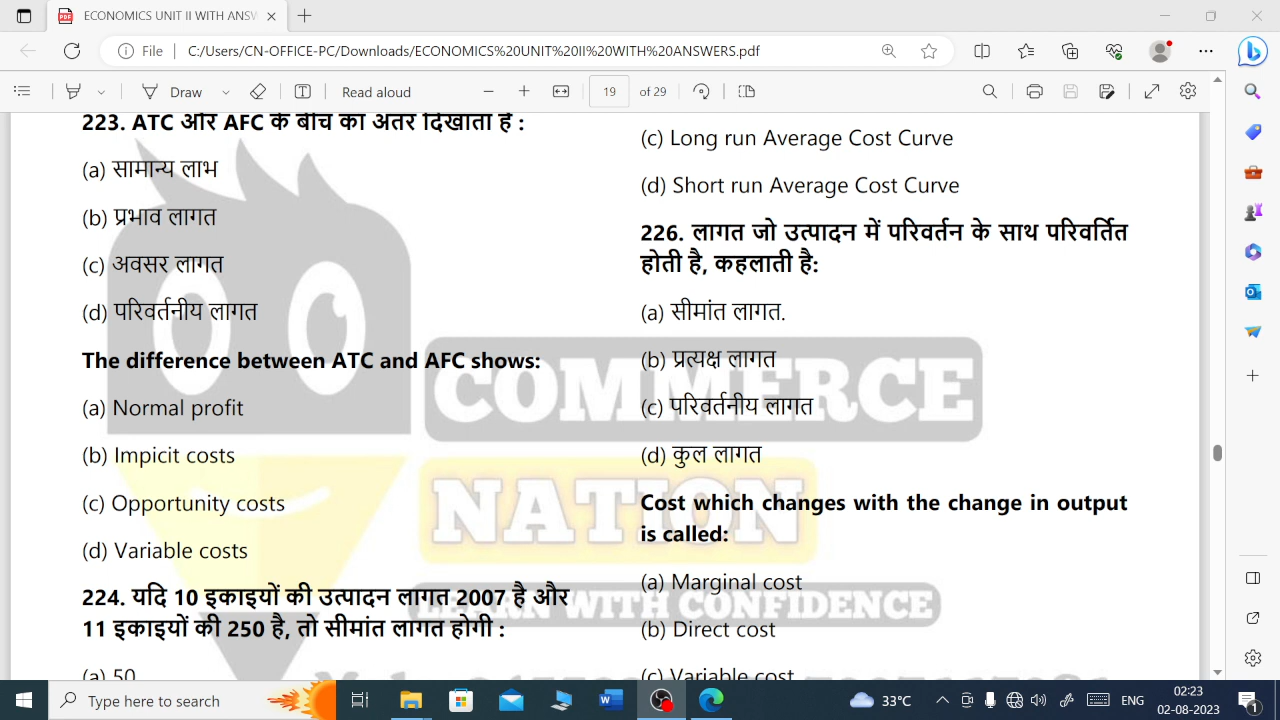 ECONOMICS UNIT II WITH ANSW
File
C:/Users/CN-OFFICE-PC/Downloads/ECONOMICS%20UNIT%20II%20WITH%20ANSWERS.pdf
Draw
Read aloud
19
of 29
223. ATC और AFC के बीच का अंतर दिखाता है :
(a) सामान्य लाभ
(b) प्रभाव लागत
(c) अवसर लागत
(d) परिवर्तनीय लागत
The difference between ATC and AFC shows:
(a) Normal profit
(b) Impicit costs
(c) Opportunity costs
(d) Variable costs
224. यदि 10 इकाइयों की उत्पादन लागत 2007 है और
11 इकाइयों की 250 है, तो सीमांत लागत होगी :
(a) 50
(c) Long run Average Cost Curve
(d) Short run Average Cost Curve
226. लागत जो उत्पादन में परिवर्तन के साथ परिवर्तित
होती है, कहलाती है:
(a) सीमांत लागत.
(b) प्रत्यक्ष लागत
(c) परिवर्तनीय लागत
(d) कुल लागत
Cost which changes with the change in output
is called:
(a) Marginal cost
(b) Direct cost
(c) Variable cost
COMMERCE
NATION
LEARN WITH CONFIDENCE
Type here to search
33°C
ENG
02:23
02-08-2023
1